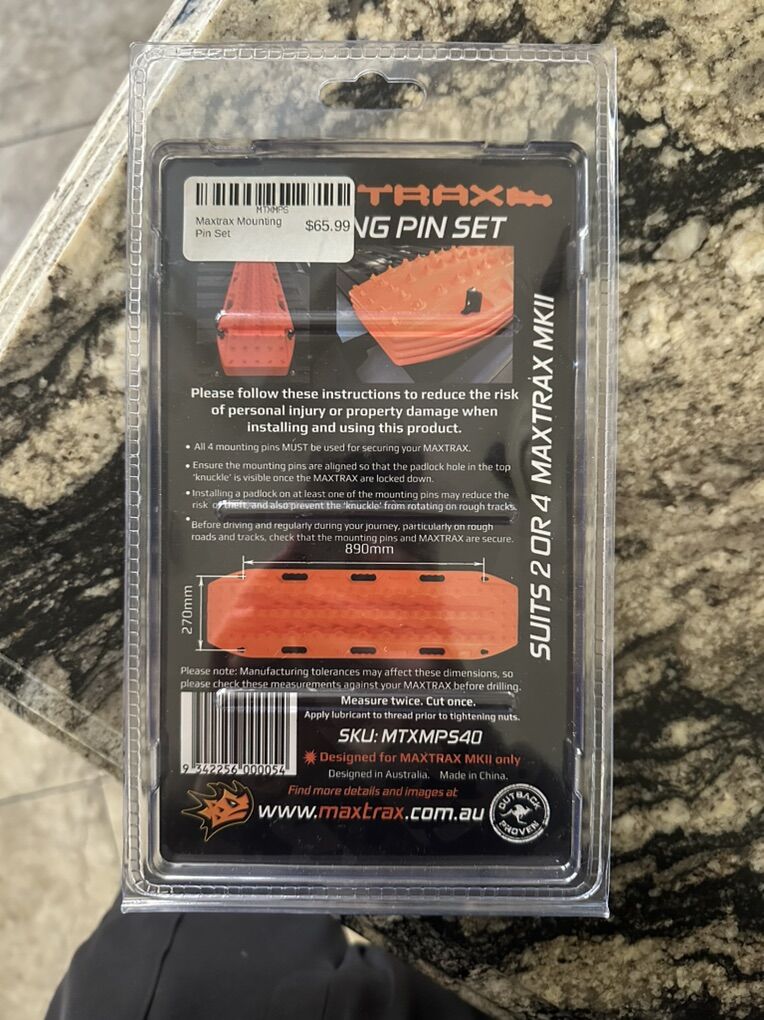 MTXMPS
Maxtrax Mounting
Pin Set
$65.99
TRAX
NG PIN SET
Please follow these instructions to reduce the risk
of personal injury or property damage when
installing and using this product.
• All 4 mounting pins MUST be used for securing your MAXTRAX.
• Ensure the mounting pins are aligned so that the padlock hole in the top
'knuckle' is visible once the MAXTRAX are locked down.
• Installing a padlock on at least one of the mounting pins may reduce the
risk of theft, and also prevent the 'knuckle' from rotating on rough tracks.
• Before driving and regularly during your journey, particularly on rough
roads and tracks, check that the mounting pins and MAXTRAX are secure.
890mm
270mm
SUITS 2 OR 4 MAXTRAX MKII
Please note: Manufacturing tolerances may affect these dimensions, so
please check these measurements against your MAXTRAX before drilling.
Measure twice. Cut once.
Apply lubricant to thread prior to tightening nuts.
SKU: MTXMPS40
Designed for MAXTRAX MKII only
Designed in Australia. Made in China.
9 342256 000054
Find more details and images at
www.maxtrax.com.au
OUTBACK
PROVEN